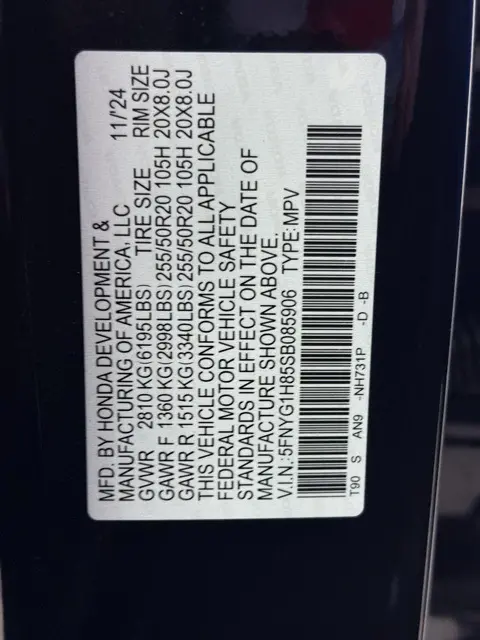 MFD. BY HONDA DEVELOPMENT &
MANUFACTURING OF AMERICA, LLC 11/'24
GVWR 2810 KG(6195LBS) TIRE SIZE RIM SIZE
GAWR F 1360 KG(2998LBS) 255/50R20 105H 20X8.0J
GAWR R 1515 KG(3340LBS) 255/50R20 105H 20X8.0J
THIS VEHICLE CONFORMS TO ALL APPLICABLE
FEDERAL MOTOR VEHICLE SAFETY
STANDARDS IN EFFECT ON THE DATE OF
MANUFACTURE SHOWN ABOVE.
V.I.N.:5FNYG1H85SB085906 TYPE:MPV
T90 S AN9 -NH731P -D -B